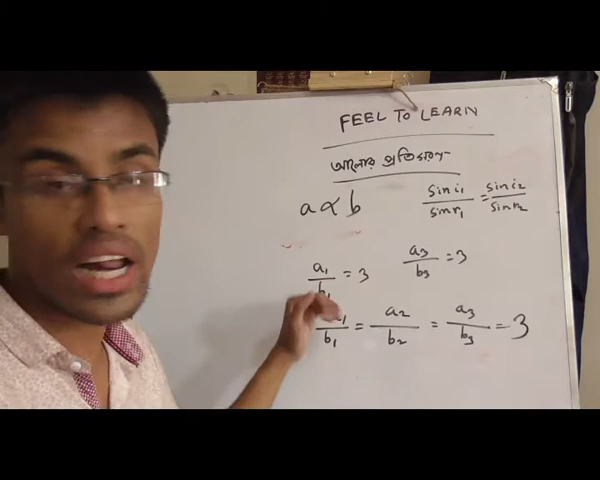 FEEL TO LEARN
আলোর প্রতিসরণ
a ∝ b
sin i₁ / sin r₁ = sin i₂ / sin r₂
a₁ / b₁ = 3
a₃ / b₃ = 3
₁ / b₁ = a₂ / b₂ = a₃ / b₃ = 3